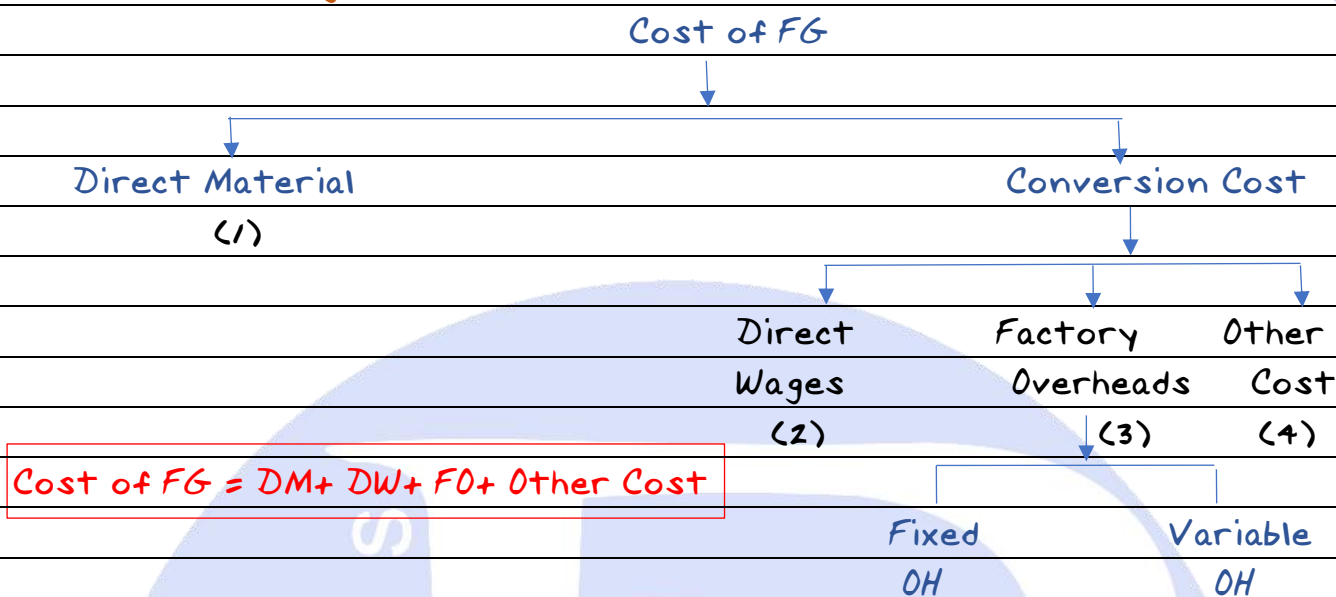 Cost of FG
Direct Material Conversion Cost
(1)
Direct Factory Other
Wages Overheads Cost
(2) (3) (4)
Cost of FG = DM+ DW+ FO+ Other Cost
Fixed Variable
OH OH